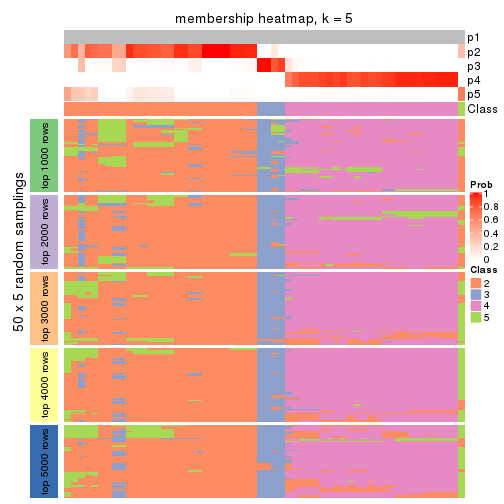 membership heatmap, k = 5
p1
p2
p3
p4
p5
Class
50 x 5 random samplings
top 1000 rows
top 2000 rows
top 3000 rows
top 4000 rows
top 5000 rows
Prob
1
0.8
0.6
0.4
0.2
0
Class
2
3
4
5